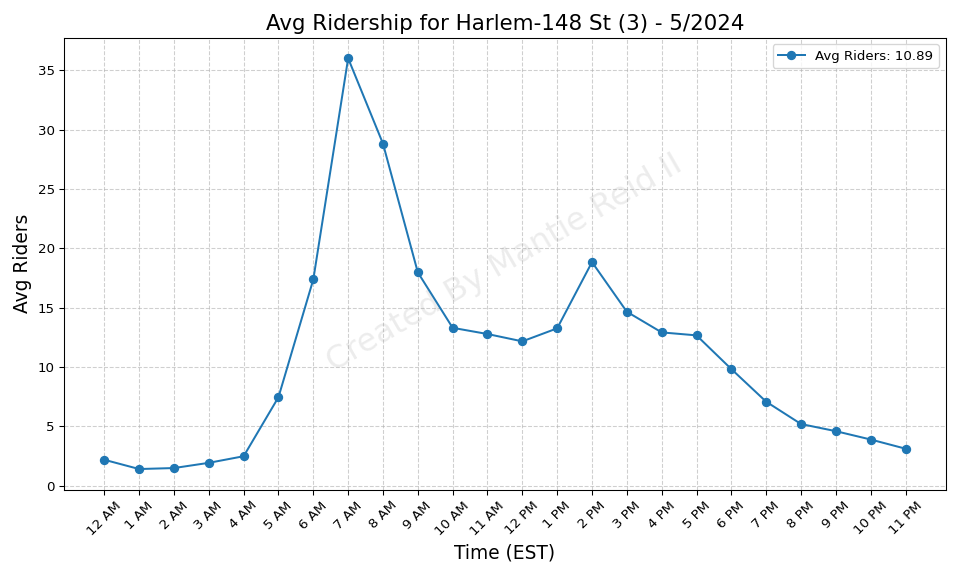 Avg Ridership for Harlem-148 St (3) - 5/2024
Avg Riders: 10.89
35
30
25
20
15
10
5
0
Avg Riders
Created By Mantle Reid II
12 AM
1 AM
2 AM
3 AM
4 AM
5 AM
6 AM
7 AM
8 AM
9 AM
10 AM
11 AM
12 PM
1 PM
2 PM
3 PM
4 PM
5 PM
6 PM
7 PM
8 PM
9 PM
10 PM
11 PM
Time (EST)